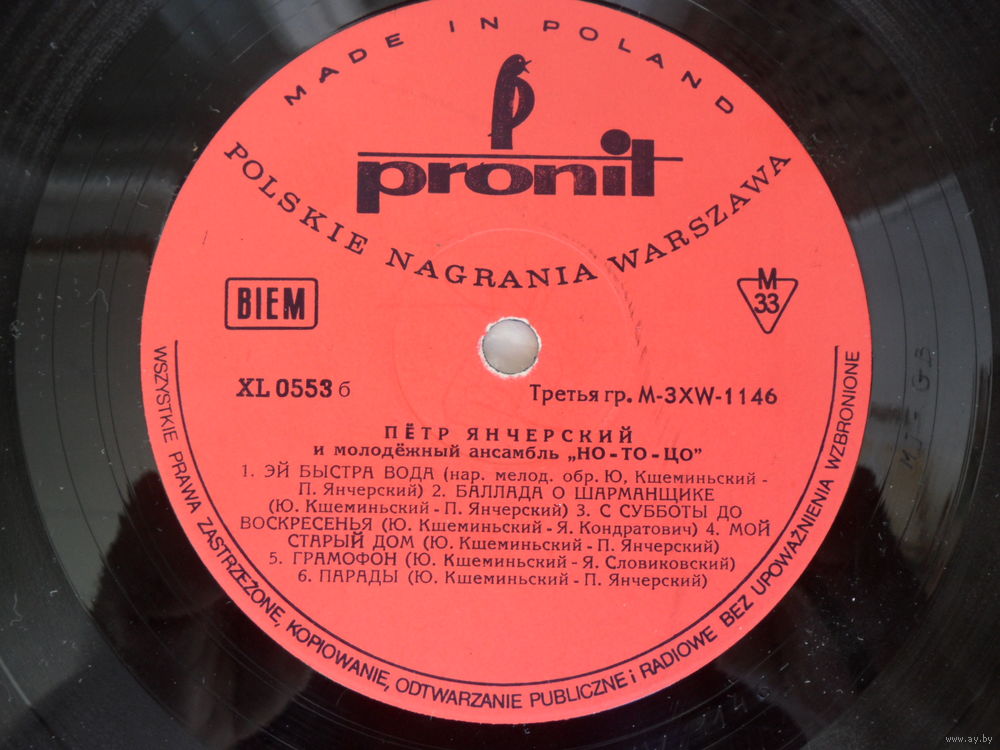 MADE IN POLAND
pronit
POLSKIE NAGRANIA WARSZAWA
BIEM
M
33
XL 0553 б
Третья гр. M-3XW-1146
ПЁТР ЯНЧЕРСКИЙ
и молодёжный ансамбль „НО-ТО-ЦО”
1. ЭЙ БЫСТРА ВОДА (нар. мелод. обр. Ю, Кшеминьский -
П. Янчерский) 2. БАЛЛАДА О ШАРМАНЩИКЕ
(Ю. Кшеминьский - П. Янчерский) 3. С СУББОТЫ ДО
ВОСКРЕСЕНЬЯ (Ю. Кшеминьский - Я. Кондратович) 4. МОЙ
СТАРЫЙ ДОМ (Ю. Кшеминьский - П. Янчерский)
5. ГРАМОФОН (Ю. Кшеминьский - Я. Словиковский)
6. ПАРАДЫ (Ю. Кшеминьский - П. Янчерский)
WSZYSTKIE PRAWA ZASTRZEŻONE, KOPIOWANIE, ODTWARZANIE PUBLICZNE i RADIOWE BEZ UPOWAŻNIENIA WZBRONIONE
www.ay.by